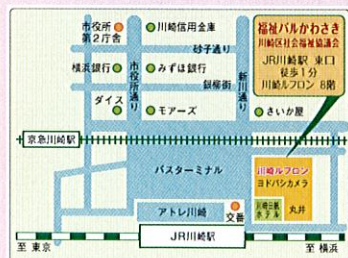 市役所
第2庁舎
川崎信用金庫
砂子通り
横浜銀行
市役所通り
みずほ銀行
銀柳街
新川通り
ダイス
モアーズ
さいか屋
福祉パルかわさき
川崎区社会福祉協議会
JR川崎駅 東口
徒歩1分
川崎ルフロン 8階
京急川崎駅
バスターミナル
川崎ルフロン
ヨドバシカメラ
川崎日航
ホテル
丸井
アトレ川崎
交番
JR川崎駅
至 東京
至 横浜